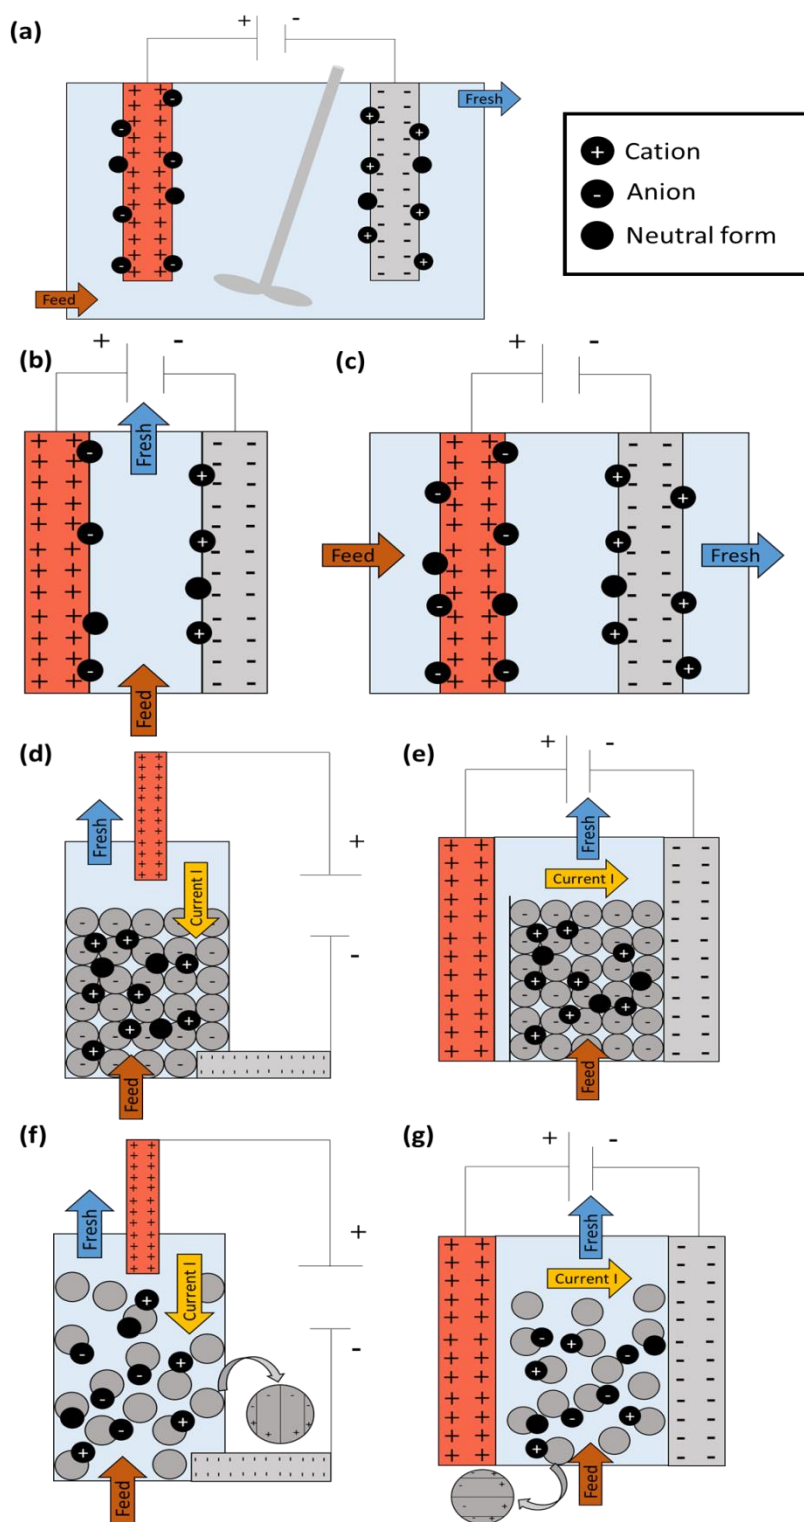 (a)
+ -
Fresh
Feed
Cation
Anion
Neutral form
(b)
+ -
Fresh
Feed
(c)
+ -
Feed
Fresh
(d)
Fresh
Current I
+
-
Feed
(e)
+ -
Fresh
Current I
Feed
(f)
Fresh
Current I
+
-
Feed
(g)
+ -
Fresh
Current I
Feed